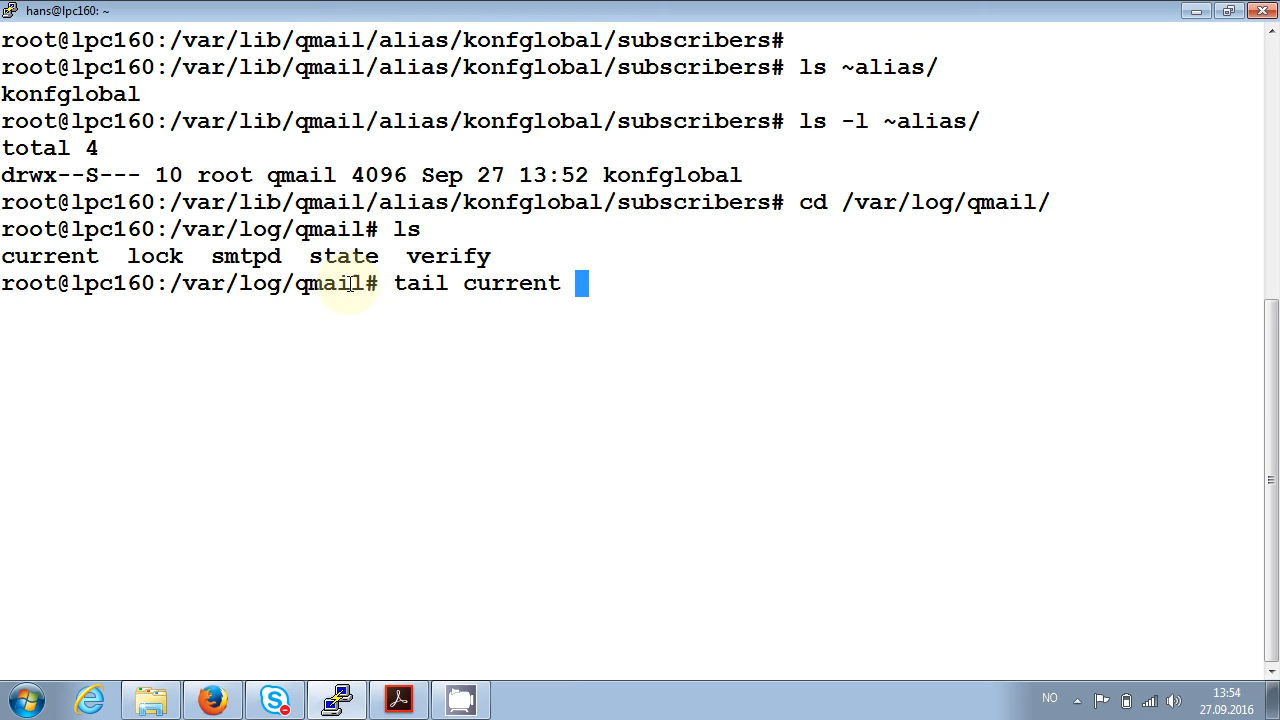 hans@lpc160: ~
root@lpc160:/var/lib/qmail/alias/konfglobal/subscribers#
root@lpc160:/var/lib/qmail/alias/konfglobal/subscribers# ls ~alias/
konfglobal
root@lpc160:/var/lib/qmail/alias/konfglobal/subscribers# ls -l ~alias/
total 4
drwx--S--- 10 root qmail 4096 Sep 27 13:52 konfglobal
root@lpc160:/var/lib/qmail/alias/konfglobal/subscribers# cd /var/log/qmail/
root@lpc160:/var/log/qmail# ls
current  lock  smtpd  state  verify
root@lpc160:/var/log/qmail# tail current
NO
13:54
27.09.2016